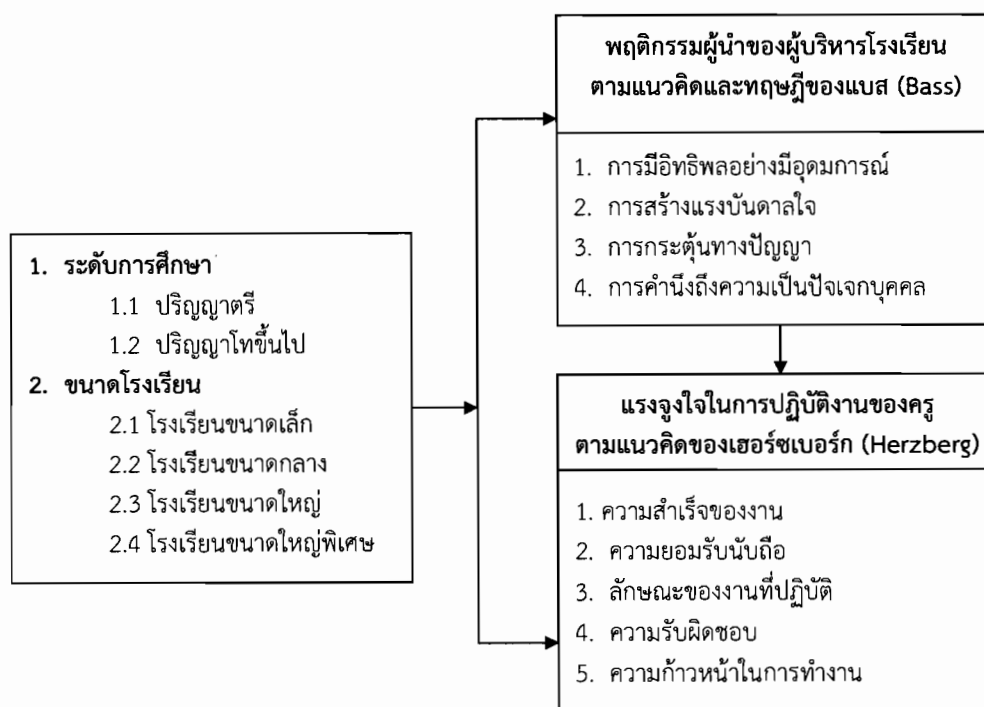 พฤติกรรมผู้นำของผู้บริหารโรงเรียน
ตามแนวคิดและทฤษฎีของแบส (Bass)
1. การมีอิทธิพลอย่างมีอุดมการณ์
2. การสร้างแรงบันดาลใจ
3. การกระตุ้นทางปัญญา
4. การคำนึงถึงความเป็นปัจเจกบุคคล
1. ระดับการศึกษา
1.1 ปริญญาตรี
1.2 ปริญญาโทขึ้นไป
2. ขนาดโรงเรียน
2.1 โรงเรียนขนาดเล็ก
2.2 โรงเรียนขนาดกลาง
2.3 โรงเรียนขนาดใหญ่
2.4 โรงเรียนขนาดใหญ่พิเศษ
แรงจูงใจในการปฏิบัติงานของครู
ตามแนวคิดของเฮอร์ซเบอร์ก (Herzberg)
1. ความสำเร็จของงาน
2. ความยอมรับนับถือ
3. ลักษณะของงานที่ปฏิบัติ
4. ความรับผิดชอบ
5. ความก้าวหน้าในการทำงาน